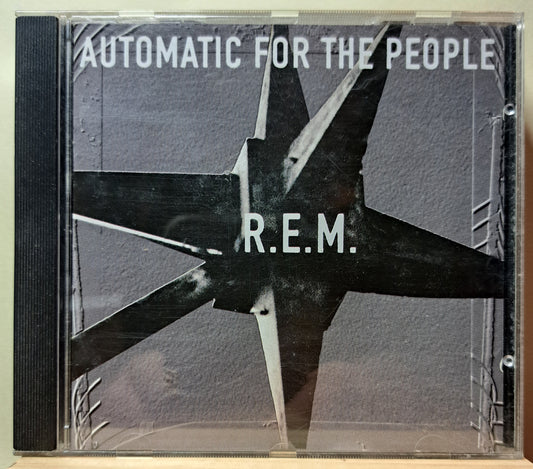 AUTOMATIC FOR THE PEOPLE
R.E.M.